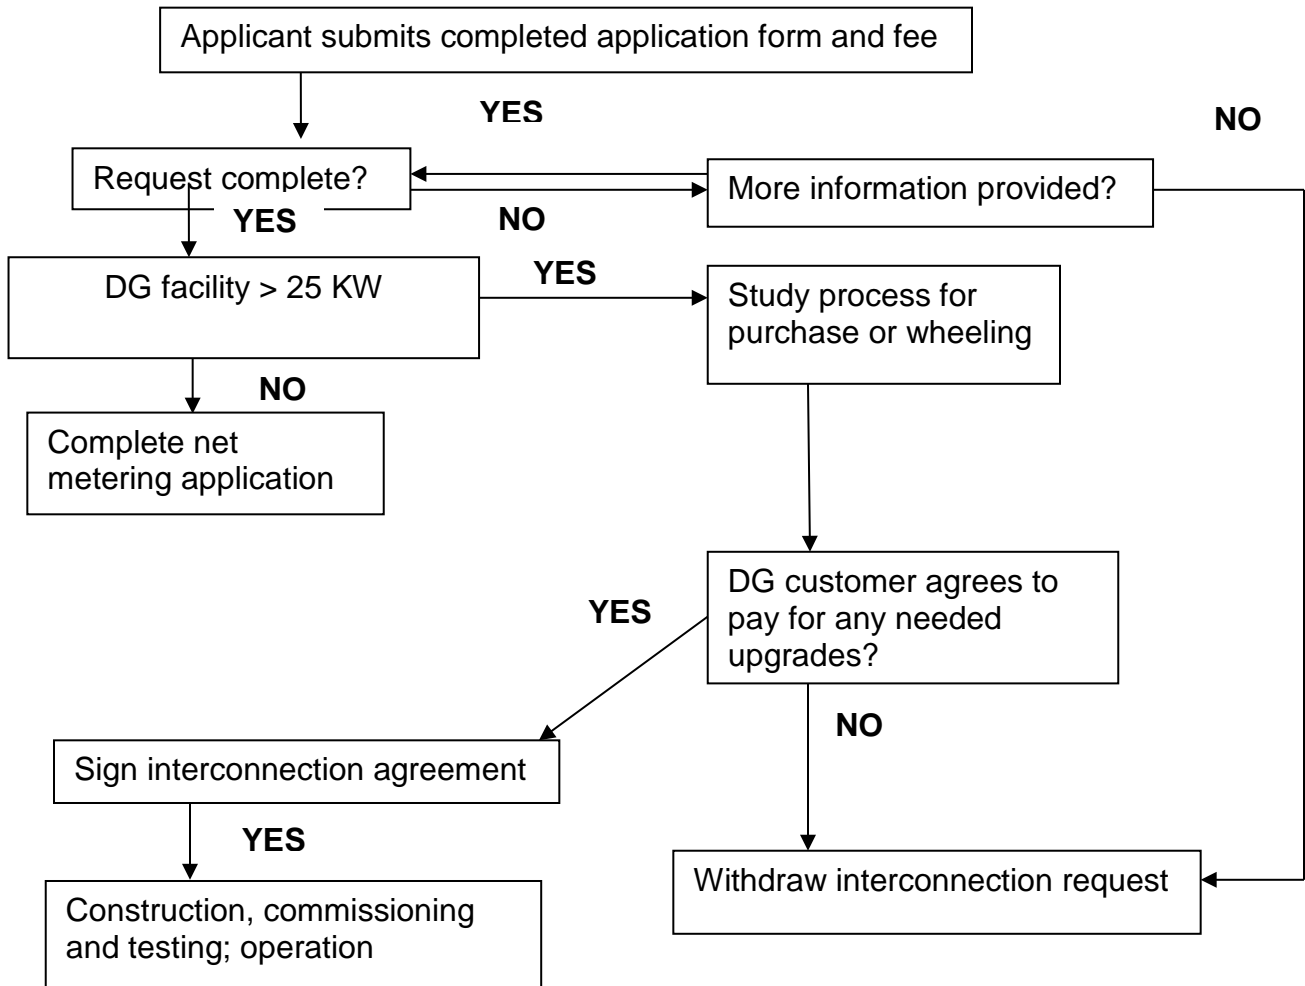 Applicant submits completed application form and fee
YES
NO
Request complete?
More information provided?
YES
NO
DG facility > 25 KW
YES
Study process for
purchase or wheeling
NO
Complete net
metering application
DG customer agrees to
pay for any needed
upgrades?
YES
NO
Sign interconnection agreement
YES
Withdraw interconnection request
Construction, commissioning
and testing; operation